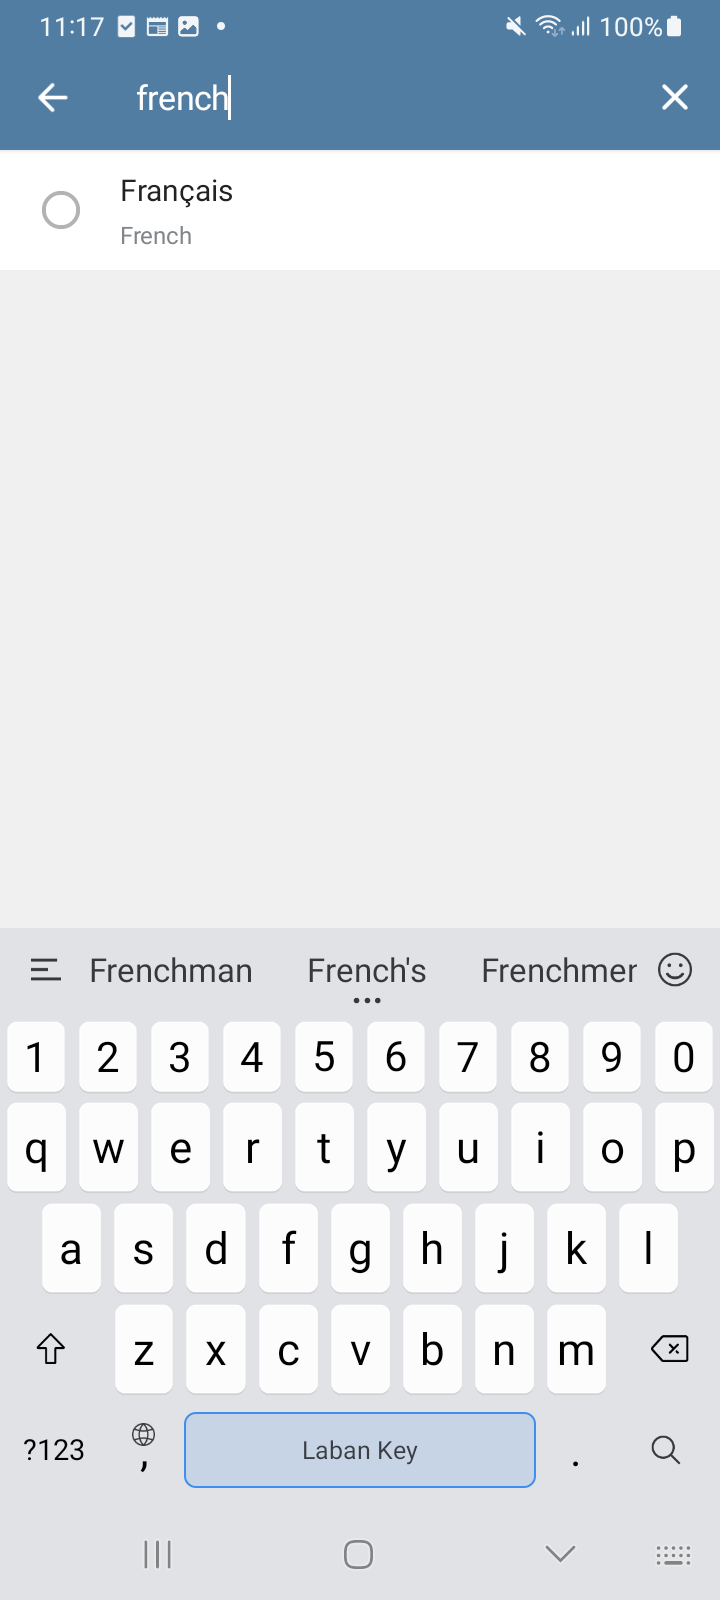 11:17 100%
french
Français
French
Frenchman French's Frenchmer
1 2 3 4 5 6 7 8 9 0
q w e r t y u i o p
a s d f g h j k l
z x c v b n m
?123 , Laban Key .